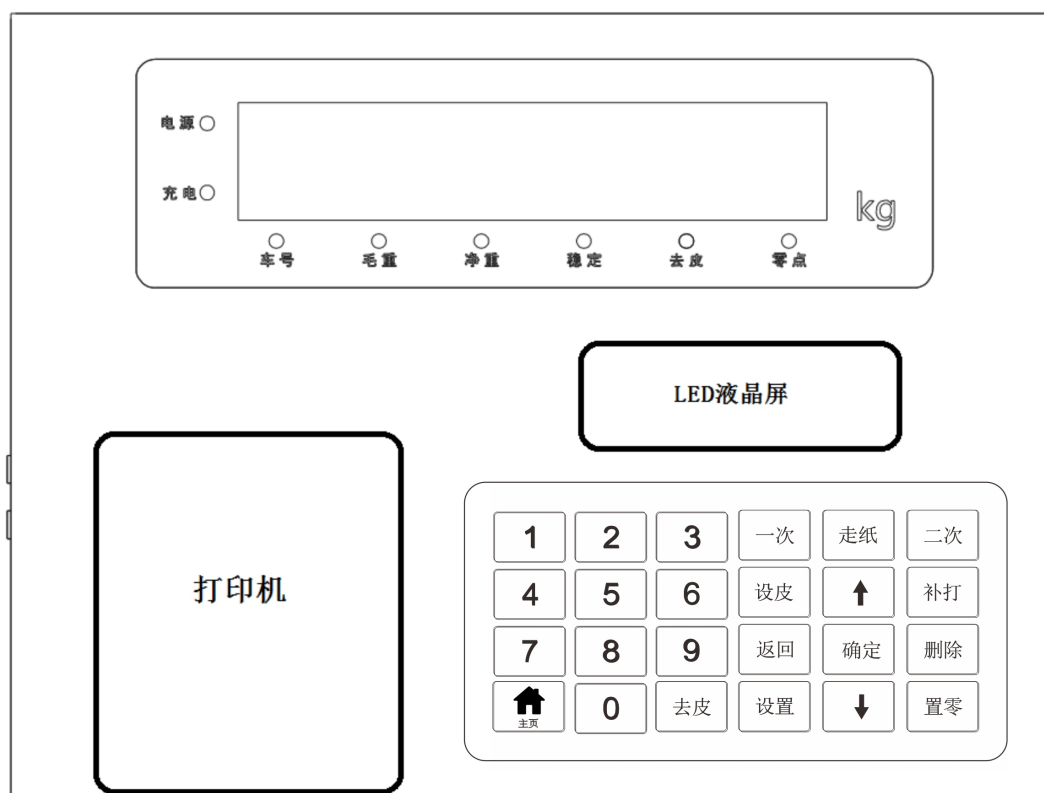 电源
充电
kg
车号 毛重 净重 稳定 去皮 零点
LED液晶屏
打印机
1 2 3 一次 走纸 二次
4 5 6 设皮 ↑ 补打
7 8 9 返回 确定 删除
主页 0 去皮 设置 ↓ 置零